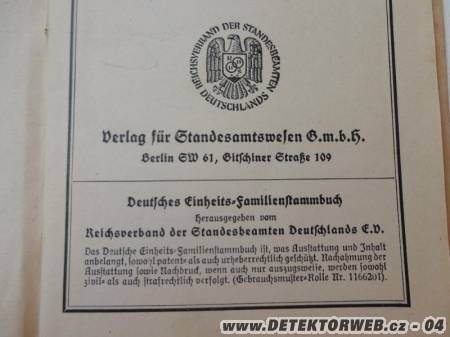 REICHSVERBAND DER STANDESBEAMTEN
DEUTSCHLANDS
Verlag für Standesamtswesen G.m.b.H.
Berlin SW 61, Gitschiner Straße 109
Deutsches Einheits-Familienstammbuch
Herausgegeben vom
Reichsverband der Standesbeamten Deutschlands E.V.
Das Deutsche Einheits-Familienstammbuch ist, was Ausstattung und Inhalt
anbelangt, sowohl patent- als auch urheberrechtlich geschützt. Nachahmung der
Ausstattung sowie Nachdruck, wenn auch nur auszugsweise, werden sowohl
zivil- als auch strafrechtlich verfolgt. (Gebrauchsmuster-Rolle Nr. 1166261).
www.DETEKTORWEB.cz - 04